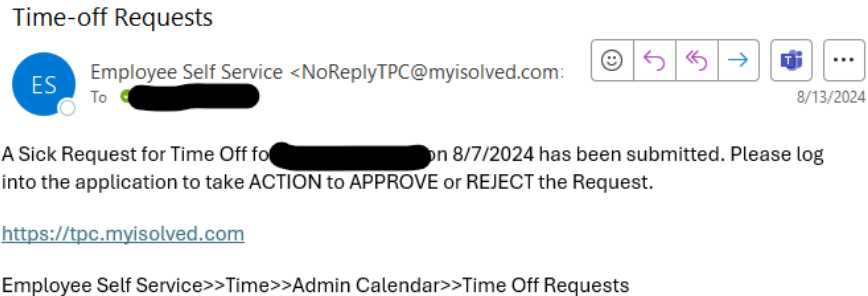 Time-off Requests
ES
Employee Self Service <NoReplyTPC@myisolved.com>
To
8/13/2024
A Sick Request for Time Off fo on 8/7/2024 has been submitted. Please log
into the application to take ACTION to APPROVE or REJECT the Request.
https://tpc.myisolved.com
Employee Self Service>>Time>>Admin Calendar>>Time Off Requests